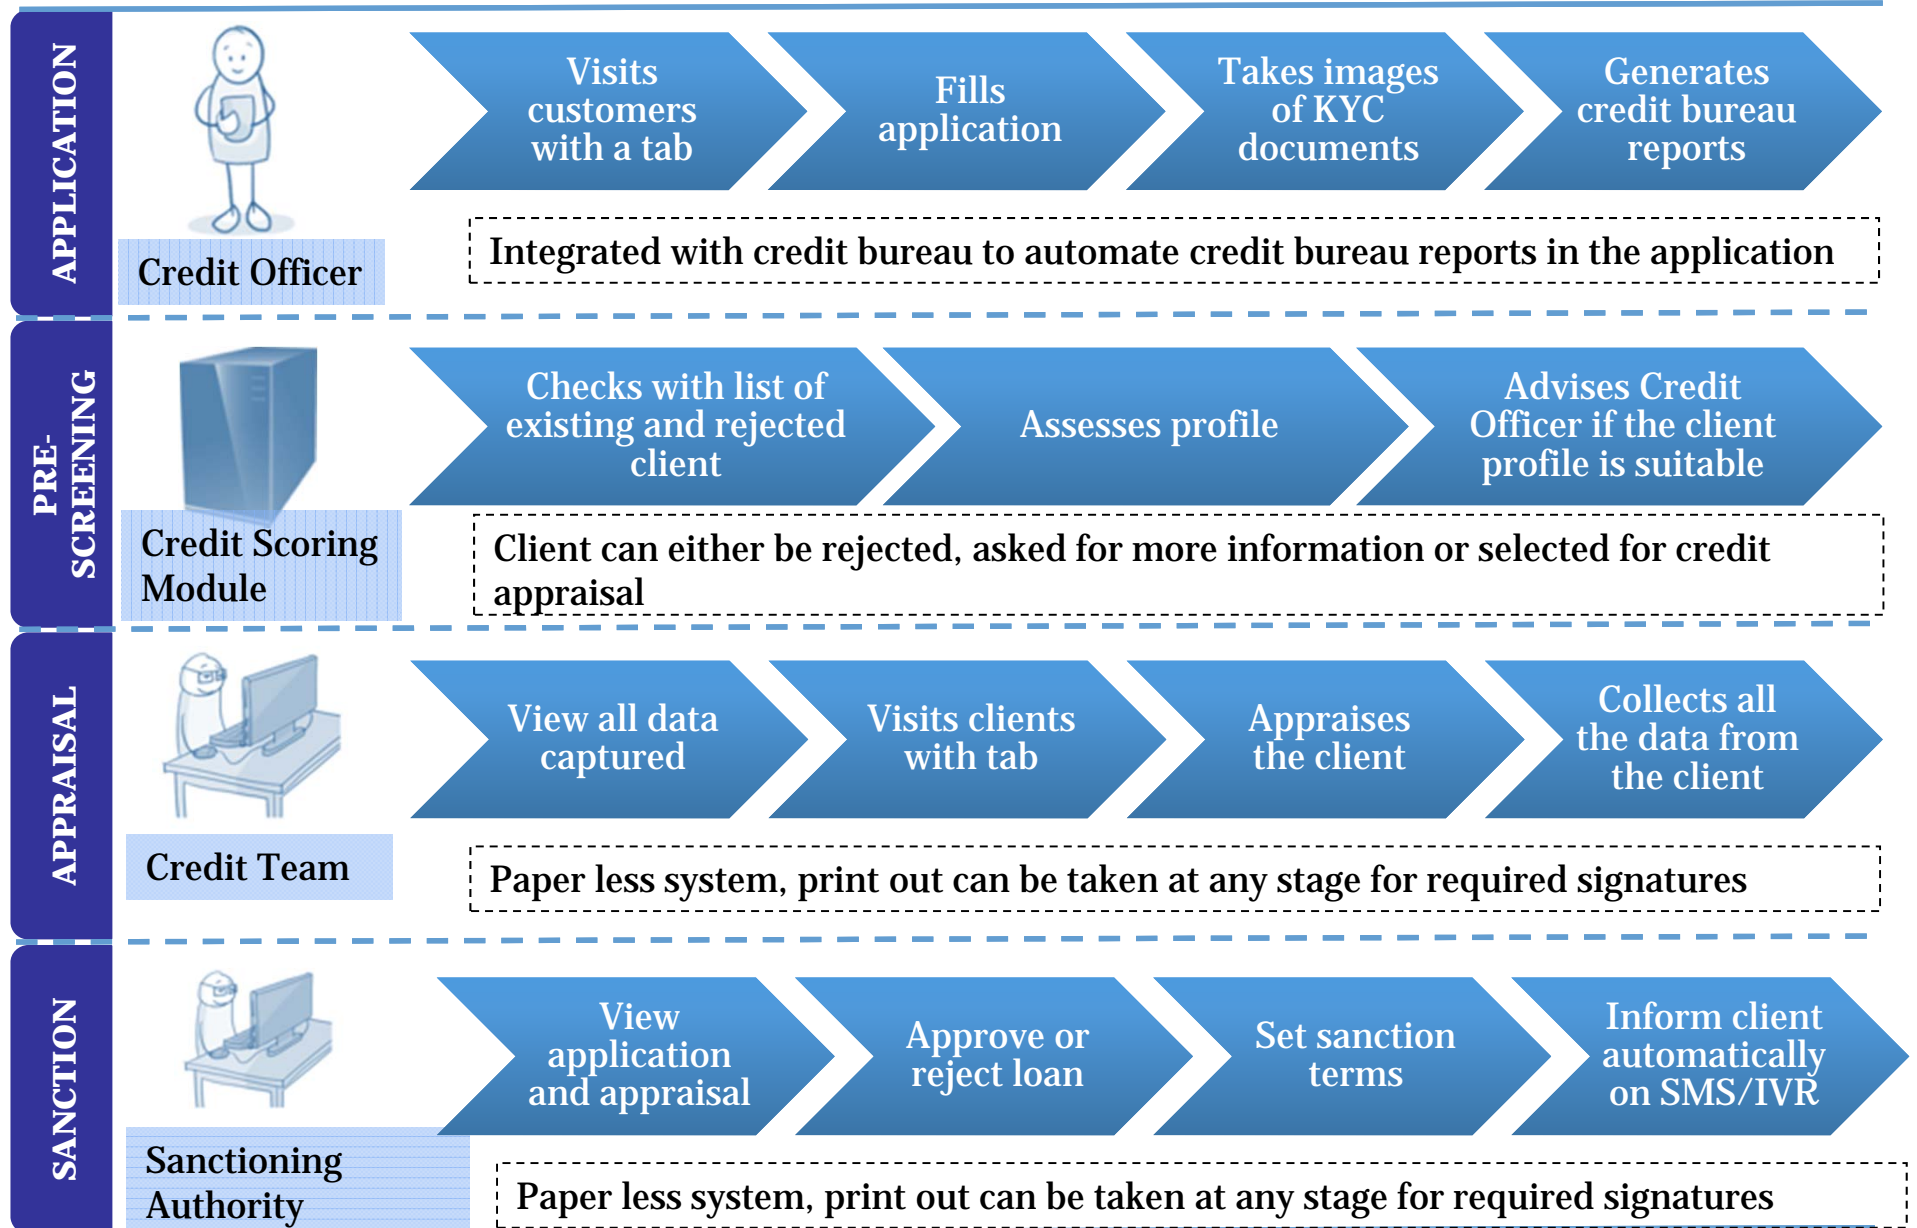 APPLICATION
Visits
customers
with a tab
Fills
application
Takes images
of KYC
documents
Generates
credit bureau
reports
Credit Officer
Integrated with credit bureau to automate credit bureau reports in the application
PRE-
SCREENING
Checks with list of
existing and rejected
client
Assesses profile
Advises Credit
Officer if the client
profile is suitable
Credit Scoring
Module
Client can either be rejected, asked for more information or selected for credit
appraisal
APPRAISAL
View all data
captured
Visits clients
with tab
Appraises
the client
Collects all
the data from
the client
Credit Team
Paper less system, print out can be taken at any stage for required signatures
SANCTION
View
application
and appraisal
Approve or
reject loan
Set sanction
terms
Inform client
automatically
on SMS/IVR
Sanctioning
Authority
Paper less system, print out can be taken at any stage for required signatures